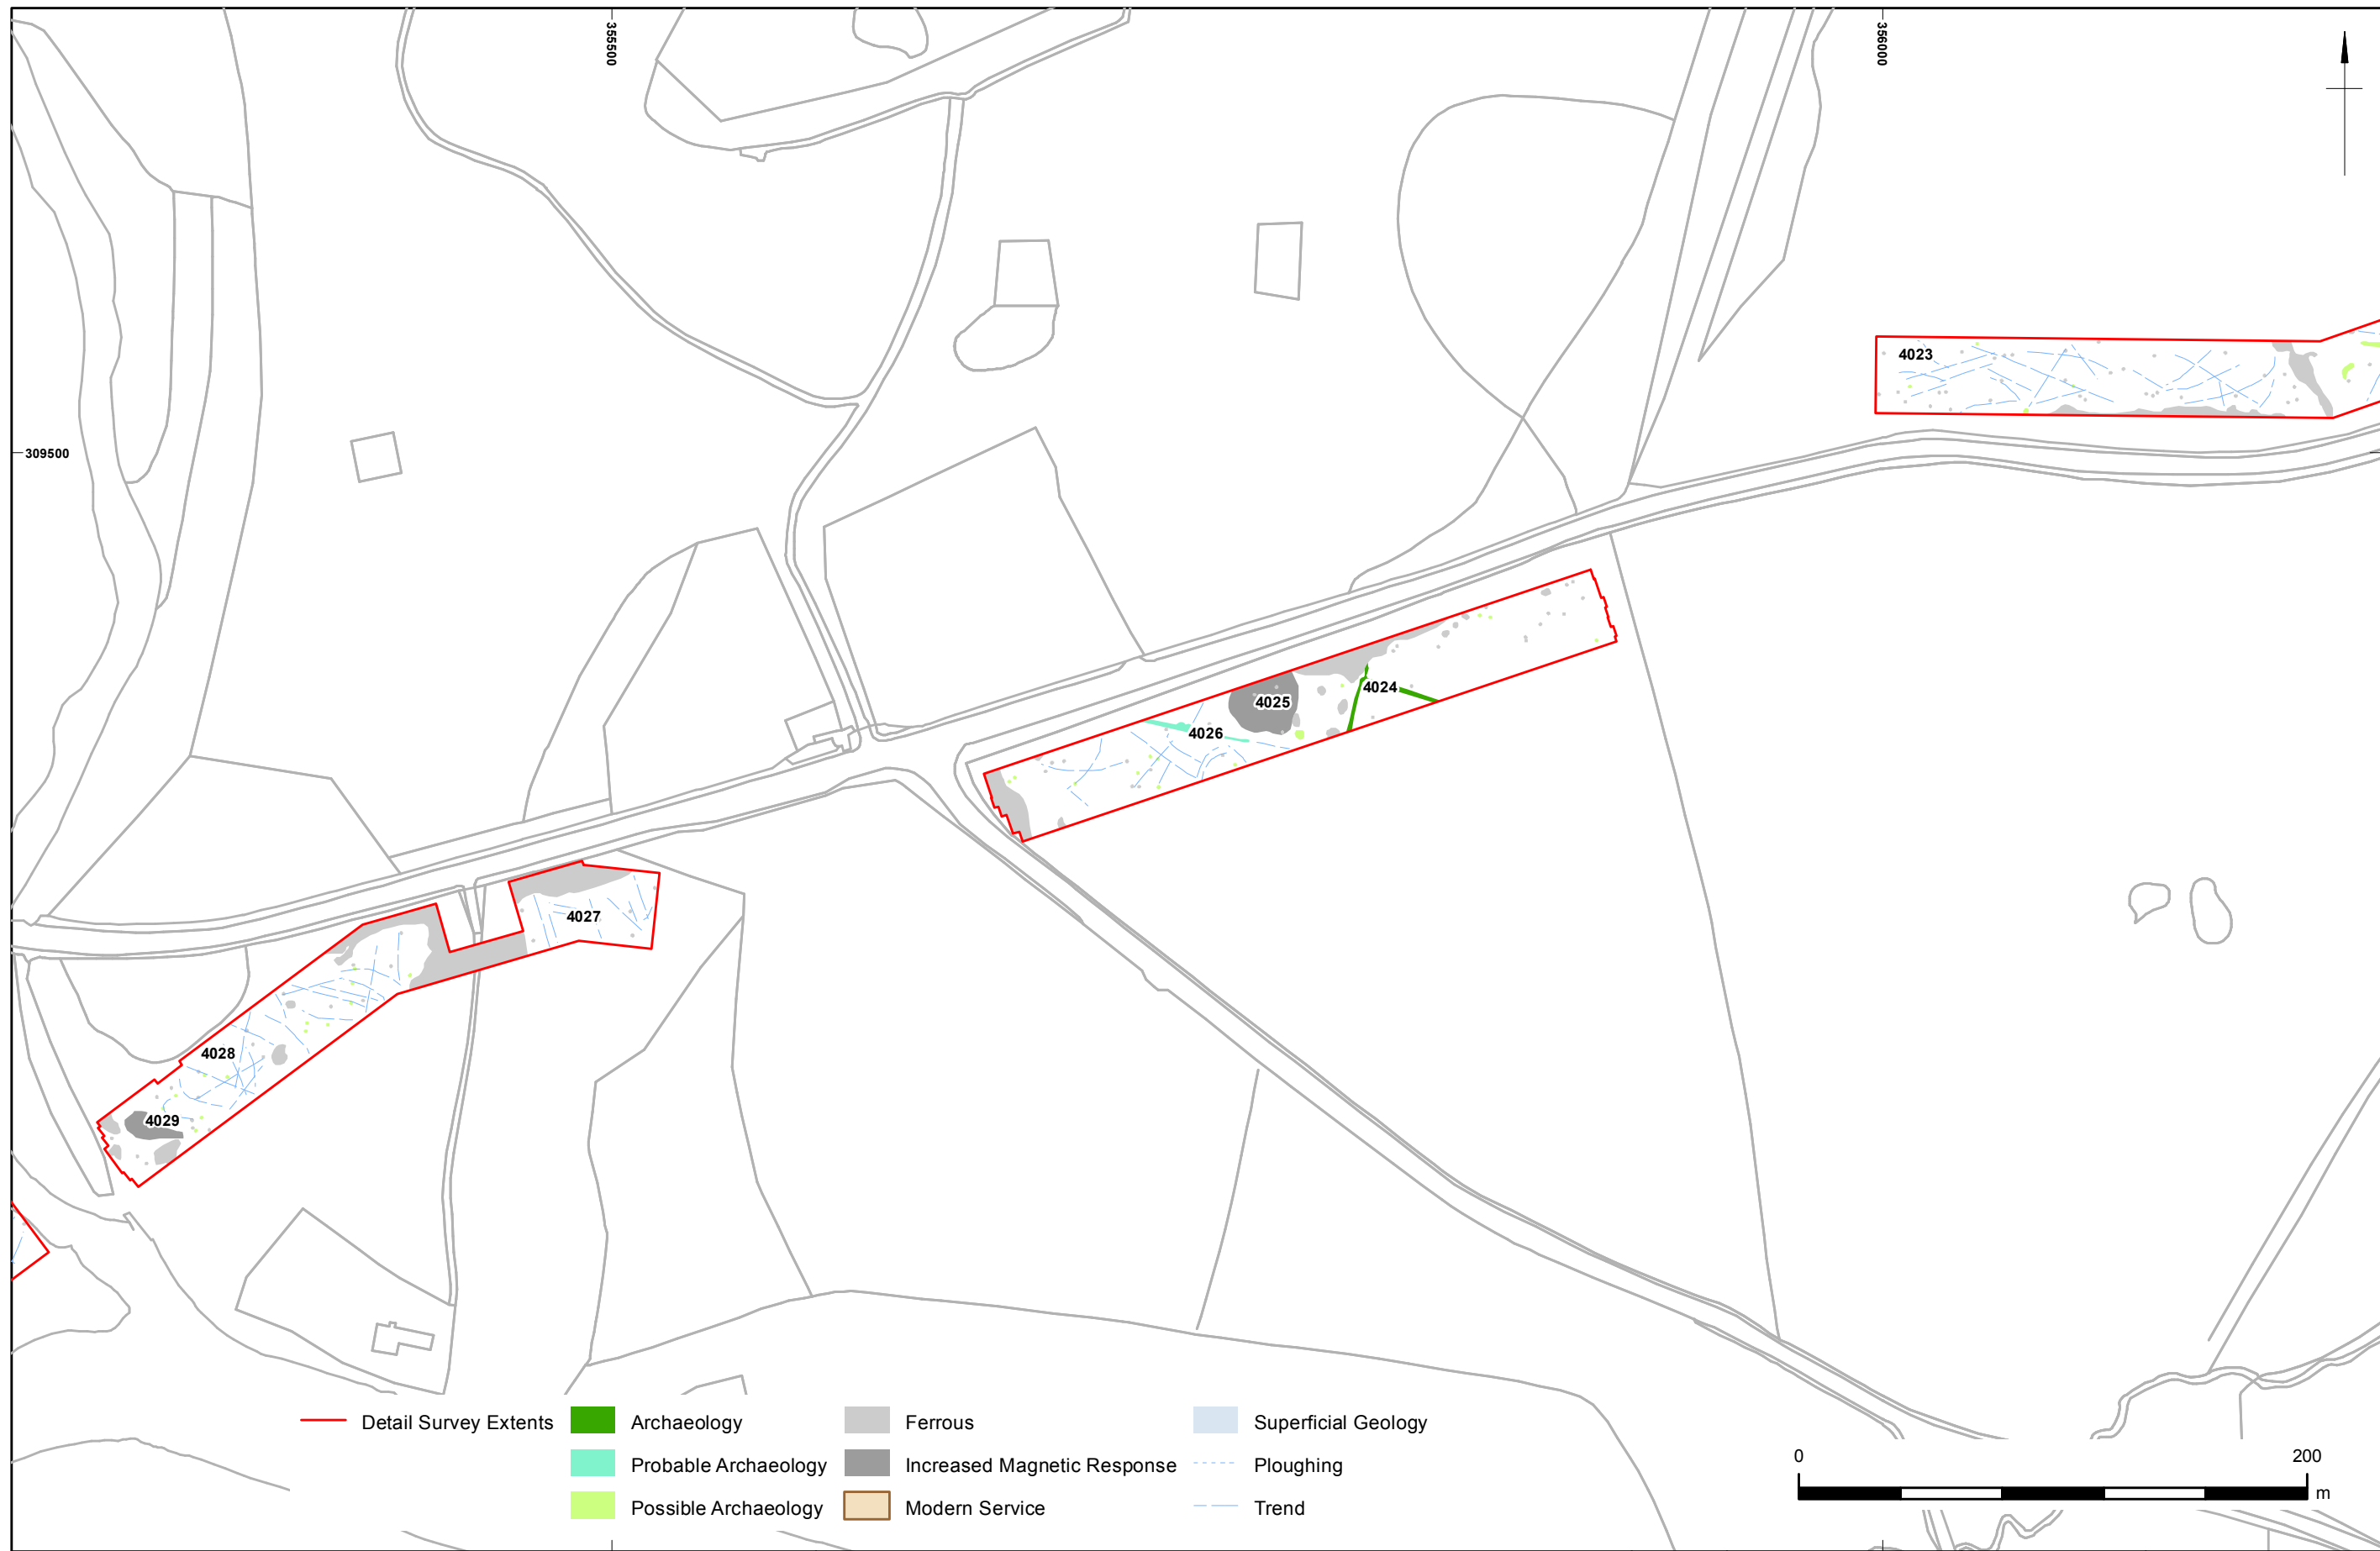 355500
356000
4023
309500
4024
4025
4026
4027
4028
4029
Detail Survey Extents
Archaeology
Probable Archaeology
Possible Archaeology
Ferrous
Increased Magnetic Response
Modern Service
Superficial Geology
Ploughing
Trend
0 200
m